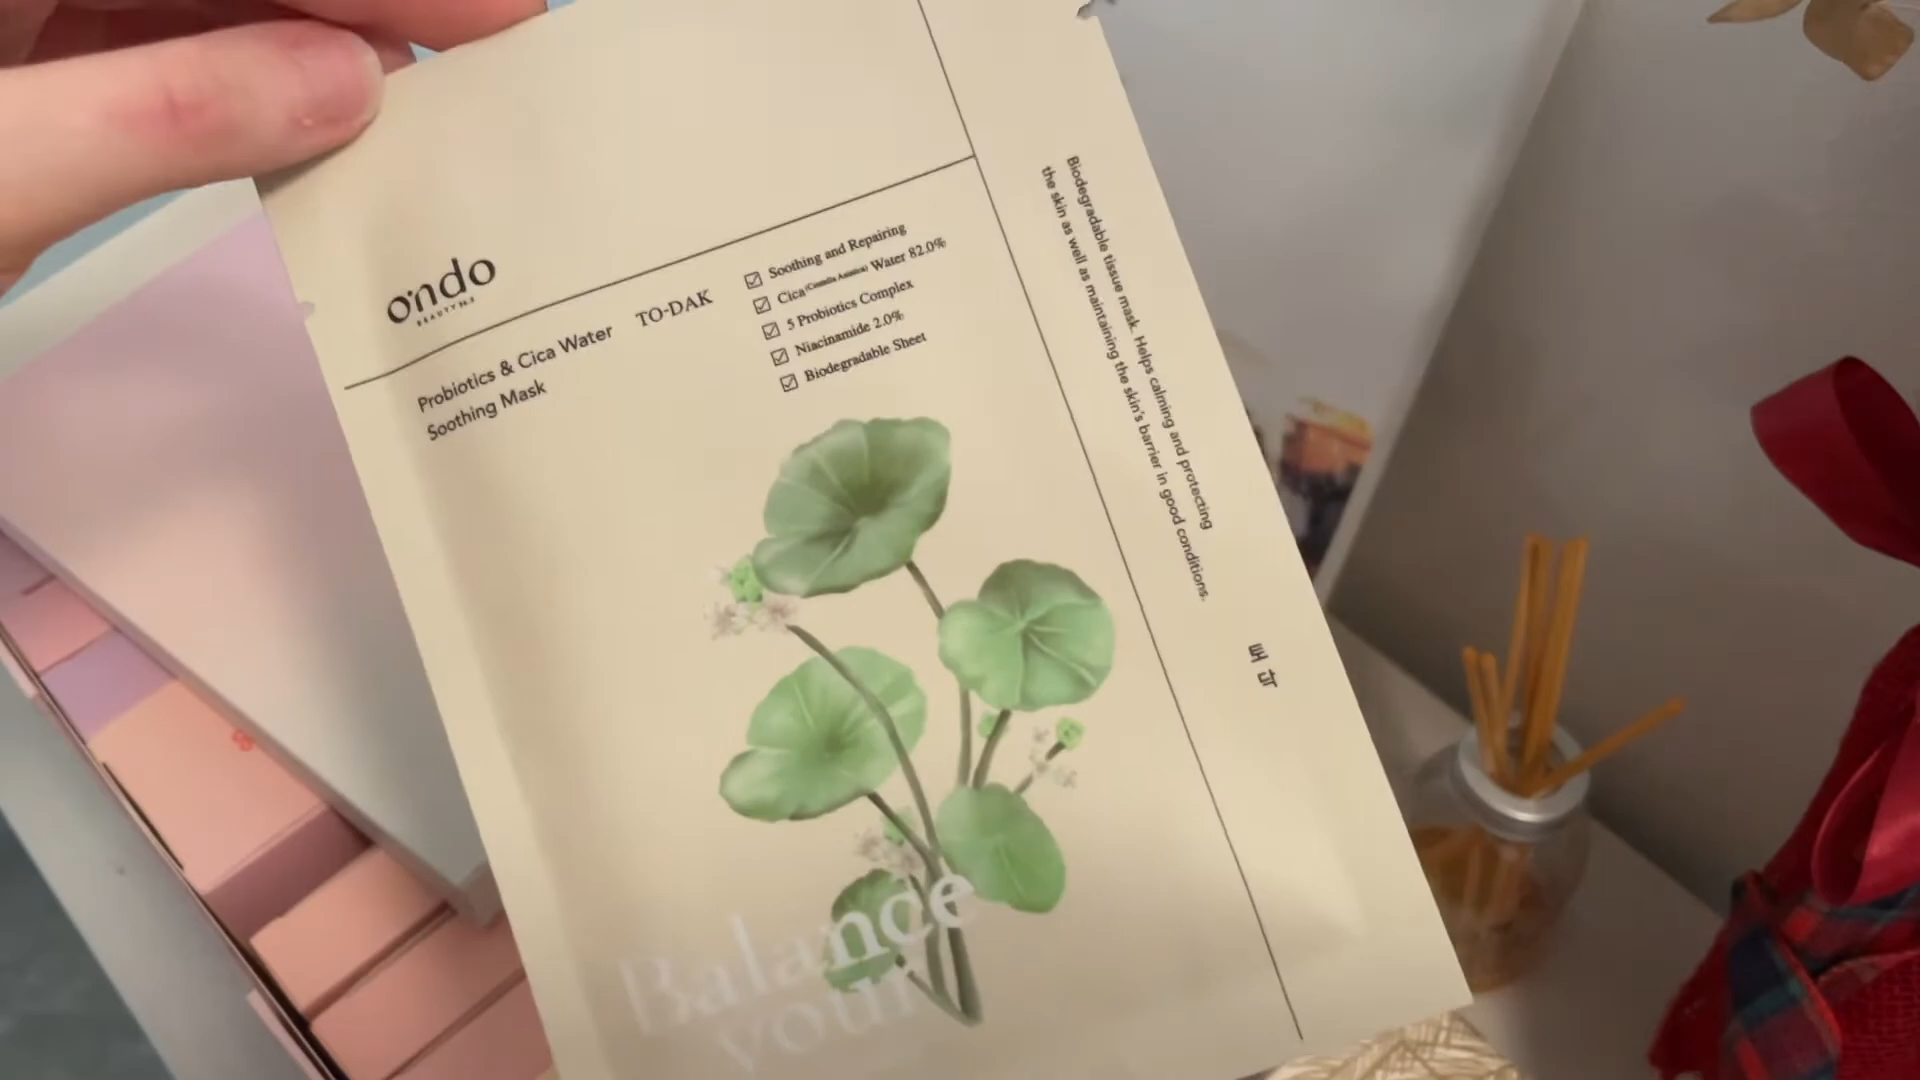 ondo
BEAUTY 36.5
Probiotics & Cica Water
Soothing Mask
TO-DAK
Soothing and Repairing
Cica (Centella Asiatica) Water 82.0%
5 Probiotics Complex
Niacinamide 2.0%
Biodegradable Sheet
Biodegradable tissue mask. Helps calming and protecting
the skin as well as maintaining the skin's barrier in good conditions.
토닥
Balance
your